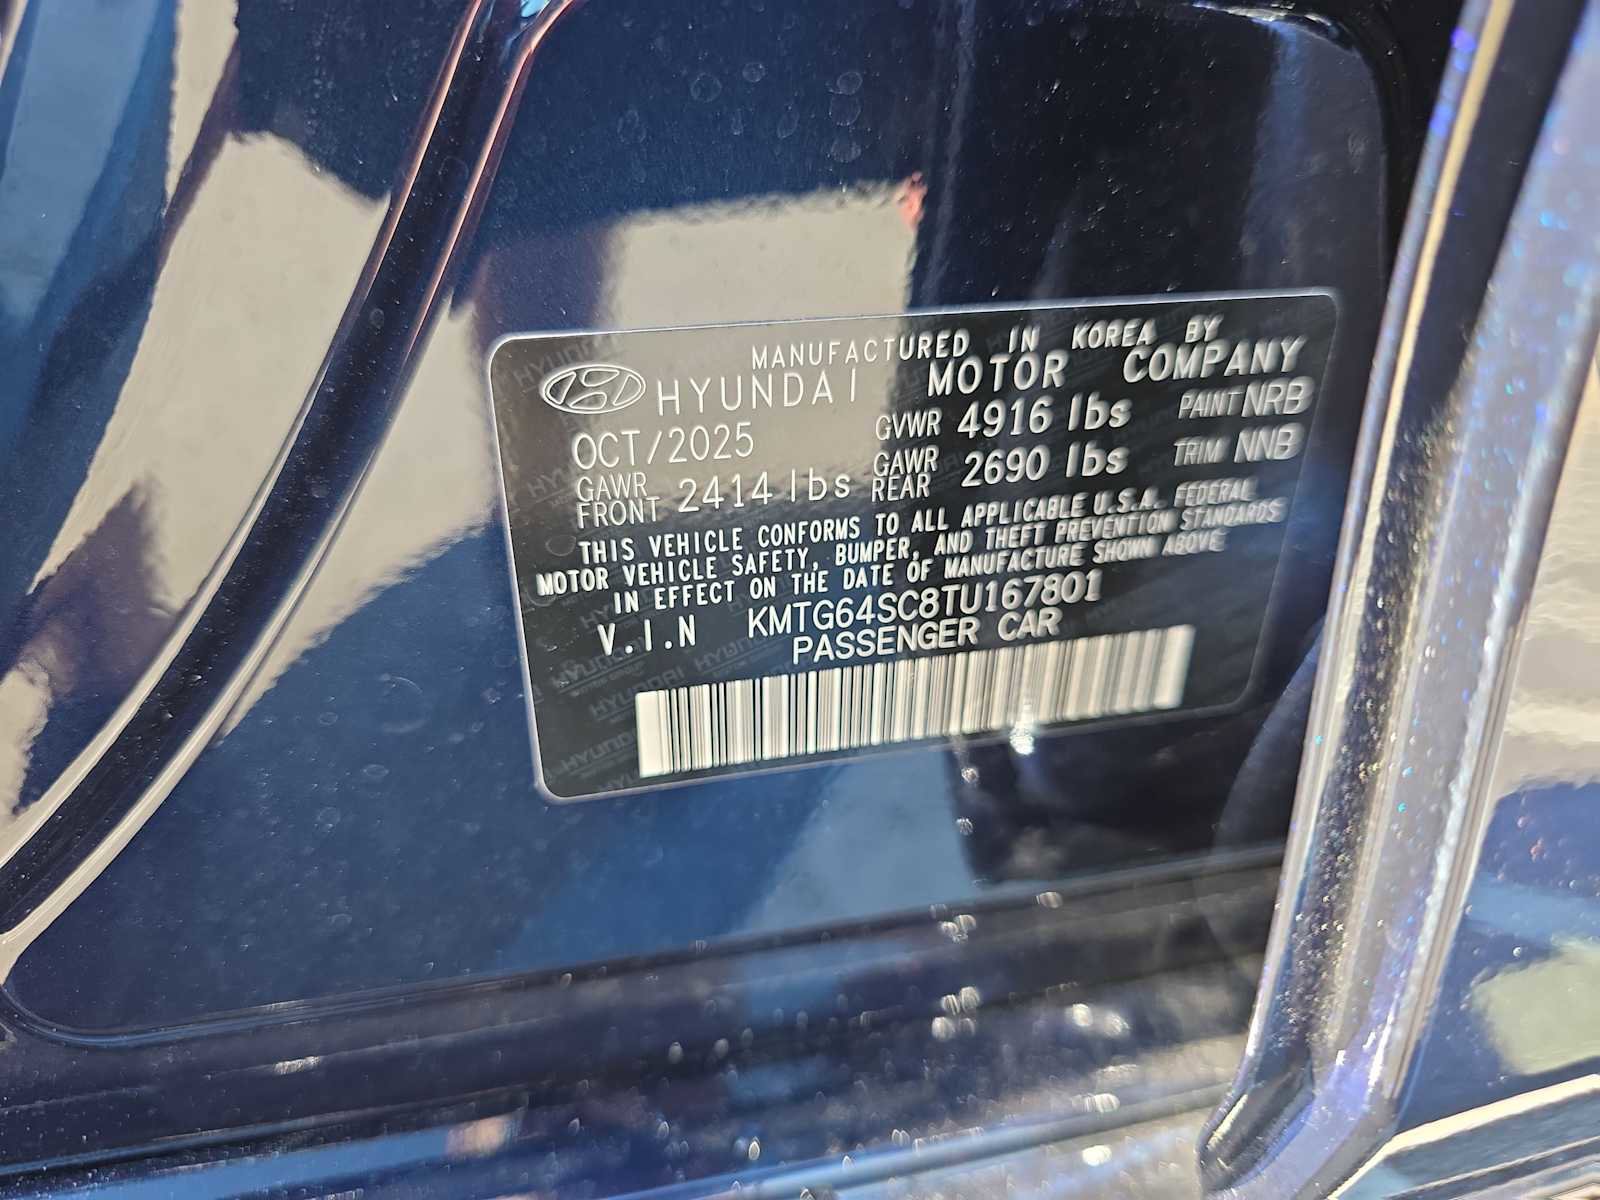 MANUFACTURED IN KOREA BY
HYUNDAI MOTOR COMPANY
OCT/2025 GVWR 4916 lbs PAINT NRB
GAWR FRONT 2414 lbs GAWR REAR 2690 lbs TRIM NNB
THIS VEHICLE CONFORMS TO ALL APPLICABLE U.S.A. FEDERAL
MOTOR VEHICLE SAFETY, BUMPER, AND THEFT PREVENTION STANDARDS
IN EFFECT ON THE DATE OF MANUFACTURE SHOWN ABOVE
V.I.N KMTG64SC8TU167801
PASSENGER CAR